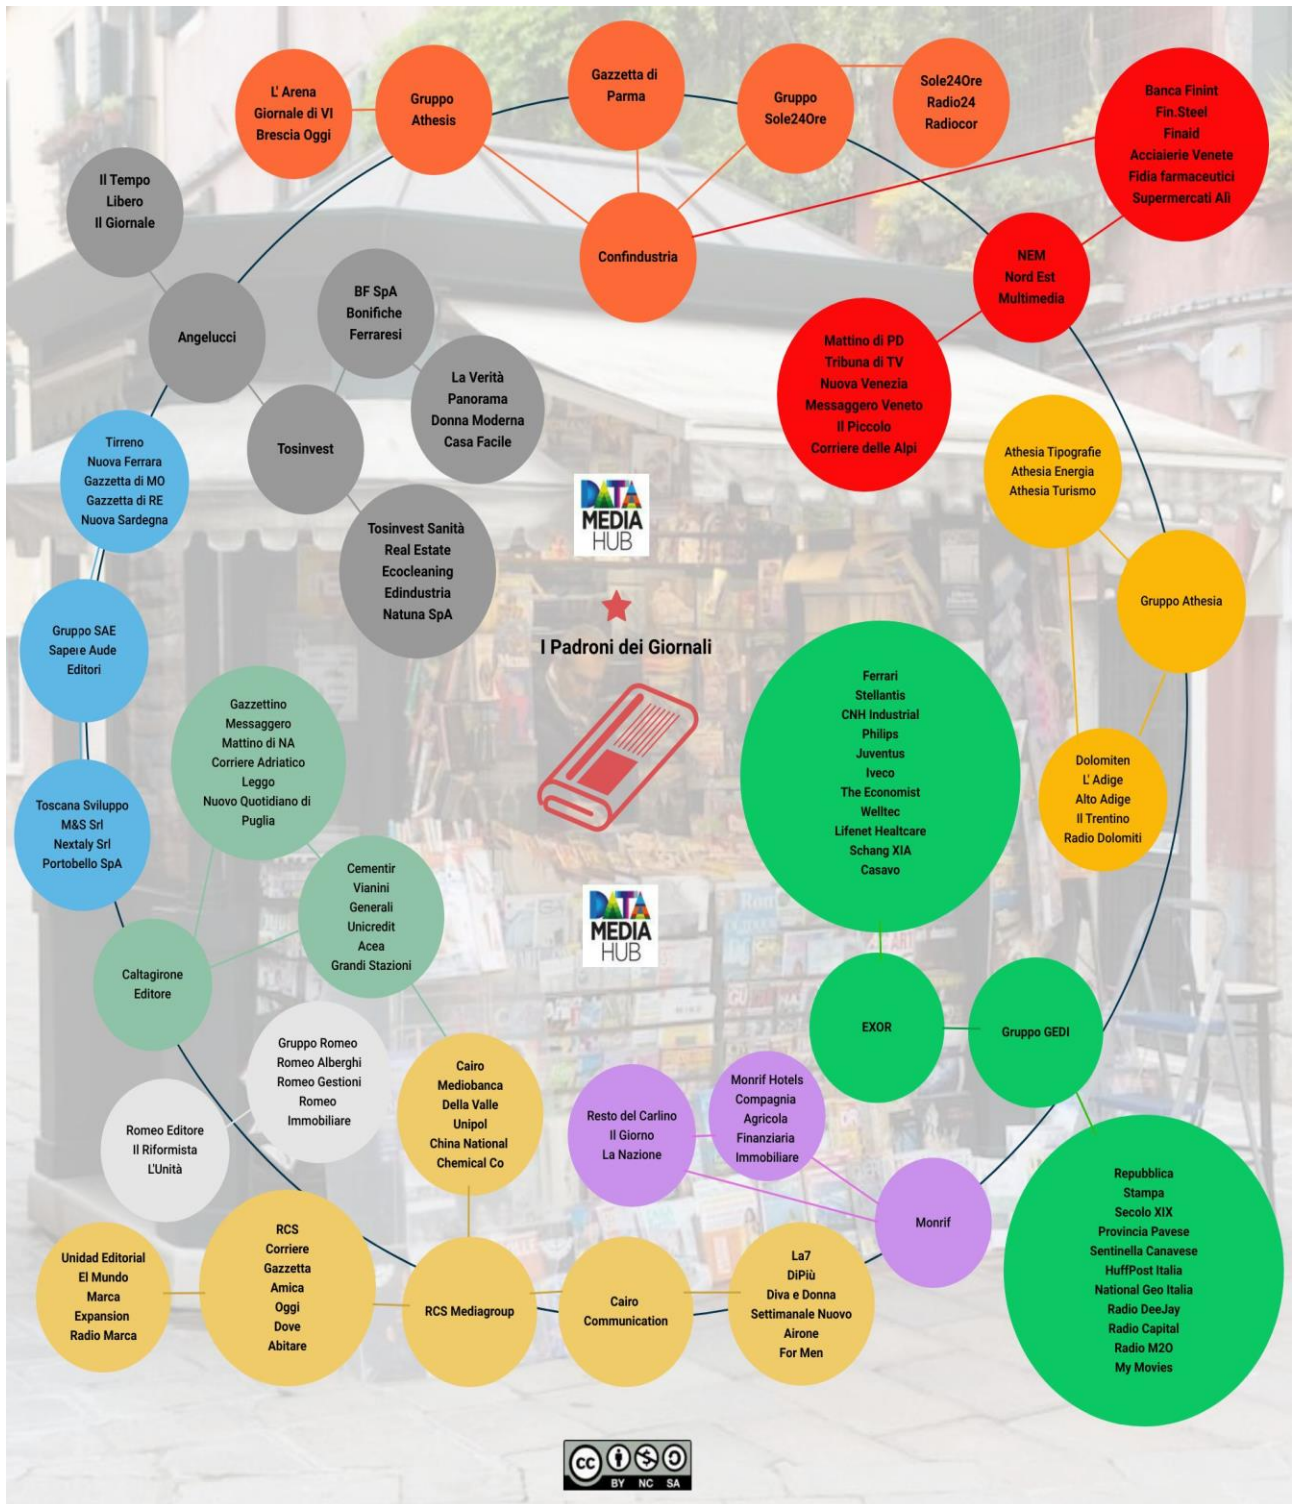 L' Arena
Giornale di VI
Brescia Oggi
Gruppo
Athesis
Gazzetta di
Parma
Gruppo
Sole24Ore
Sole24Ore
Radio24
Radiocor
Banca Finint
Fin.Steel
Finaid
Acciaierie Venete
Fidia farmaceutici
Supermercati Alì
Confindustria
NEM
Nord Est
Multimedia
Mattino di PD
Tribuna di TV
Nuova Venezia
Messaggero Veneto
Il Piccolo
Corriere delle Alpi
Il Tempo
Libero
Il Giornale
Angelucci
BF SpA
Bonifiche
Ferraresi
La Verità
Panorama
Donna Moderna
Casa Facile
Tosinvest
Tosinvest Sanità
Real Estate
Ecocleaning
Edindustria
Natuna SpA
Tirreno
Nuova Ferrara
Gazzetta di MO
Gazzetta di RE
Nuova Sardegna
Gruppo SAE
Sapere Aude
Editori
Toscana Sviluppo
M&S Srl
Nextaly Srl
Portobello SpA
DATA
MEDIA
HUB
I Padroni dei Giornali
DATA
MEDIA
HUB
Athesia Tipografie
Athesia Energia
Athesia Turismo
Gruppo Athesia
Dolomiten
L' Adige
Alto Adige
Il Trentino
Radio Dolomiti
Gazzettino
Messaggero
Mattino di NA
Corriere Adriatico
Leggo
Nuovo Quotidiano di
Puglia
Cementir
Vianini
Generali
Unicredit
Acea
Grandi Stazioni
Caltagirone
Editore
Ferrari
Stellantis
CNH Industrial
Philips
Juventus
Iveco
The Economist
Welltec
Lifenet Healtcare
Schang XIA
Casavo
EXOR
Gruppo GEDI
Repubblica
Stampa
Secolo XIX
Provincia Pavese
Sentinella Canavese
HuffPost Italia
National Geo Italia
Radio DeeJay
Radio Capital
Radio M2O
My Movies
Gruppo Romeo
Romeo Alberghi
Romeo Gestioni
Romeo
Immobiliare
Romeo Editore
Il Riformista
L'Unità
Cairo
Mediobanca
Della Valle
Unipol
China National
Chemical Co
Resto del Carlino
Il Giorno
La Nazione
Monrif Hotels
Compagnia
Agricola
Finanziaria
Immobiliare
Monrif
Unidad Editorial
El Mundo
Marca
Expansion
Radio Marca
RCS
Corriere
Gazzetta
Amica
Oggi
Dove
Abitare
RCS Mediagroup
Cairo
Communication
La7
DiPiù
Diva e Donna
Settimanale Nuovo
Airone
For Men
cc
BY NC SA